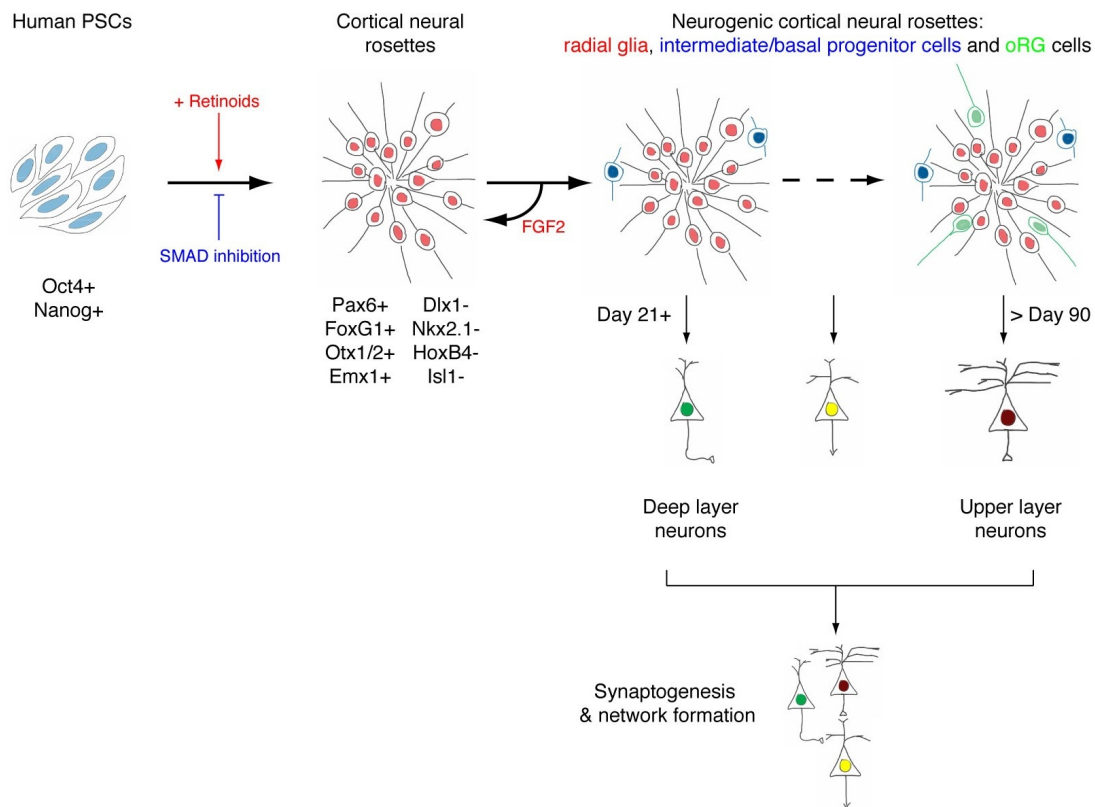 Human PSCs
Cortical neural
rosettes
Neurogenic cortical neural rosettes:
radial glia, intermediate/basal progenitor cells and oRG cells
+ Retinoids
SMAD inhibition
FGF2
Oct4+
Nanog+
Pax6+ Dlx1-
FoxG1+ Nkx2.1-
Otx1/2+ HoxB4-
Emx1+ Isl1-
Day 21+
> Day 90
Deep layer
neurons
Upper layer
neurons
Synaptogenesis
& network formation